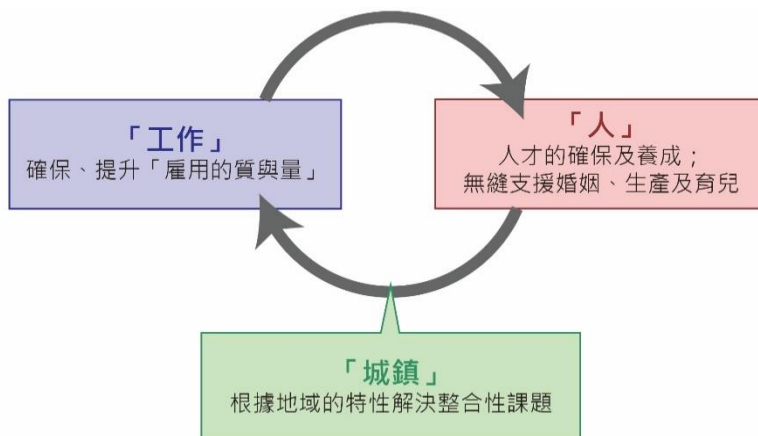 「工作」
確保、提升「雇用的質與量」
「人」
人才的確保及養成；
無縫支援婚姻、生產及育兒
「城鎮」
根據地域的特性解決整合性課題